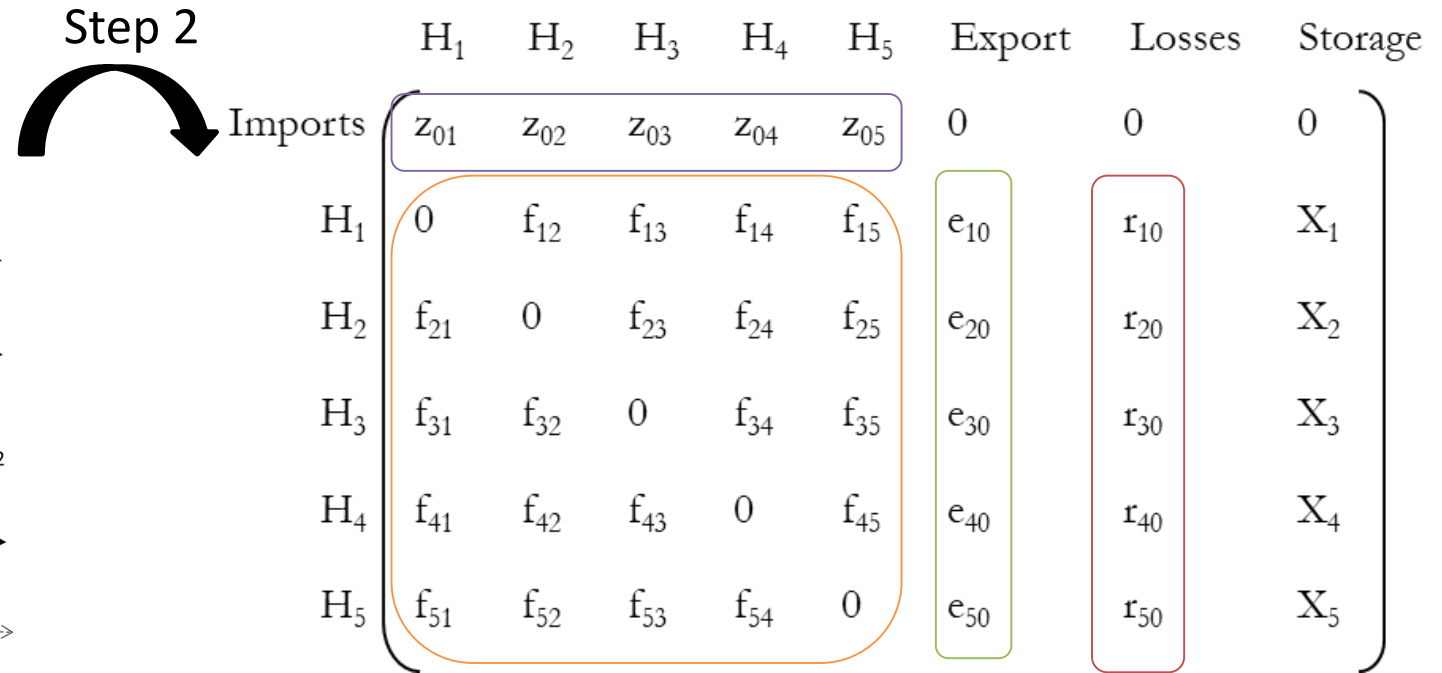 Step 2
H₁ H₂ H₃ H₄ H₅ Export Losses Storage
Imports z₀₁ z₀₂ z₀₃ z₀₄ z₀₅ 0 0 0
H₁ 0 f₁₂ f₁₃ f₁₄ f₁₅ e₁₀ r₁₀ X₁
H₂ f₂₁ 0 f₂₃ f₂₄ f₂₅ e₂₀ r₂₀ X₂
H₃ f₃₁ f₃₂ 0 f₃₄ f₃₅ e₃₀ r₃₀ X₃
2
H₄ f₄₁ f₄₂ f₄₃ 0 f₄₅ e₄₀ r₄₀ X₄
H₅ f₅₁ f₅₂ f₅₃ f₅₄ 0 e₅₀ r₅₀ X₅